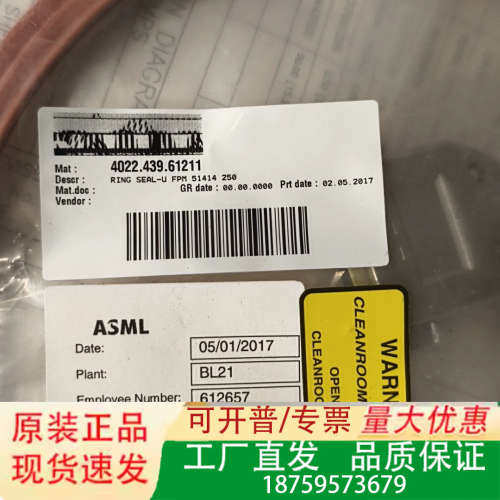 Mat : 4022.439.61211
Descr : RING SEAL-U FPM 51414 250
Mat.doc : GR date : 00.00.0000 Prt date : 02.05.2017
Vendor :
ASML
Date: 05/01/2017
Plant: BL21
Employee Number: 612657
WARN
CLEANROOM
OPEN
CLEANROO
原装正品
现货速发
可开普/专票
量大优惠
工厂直发 品质保证
18759573679